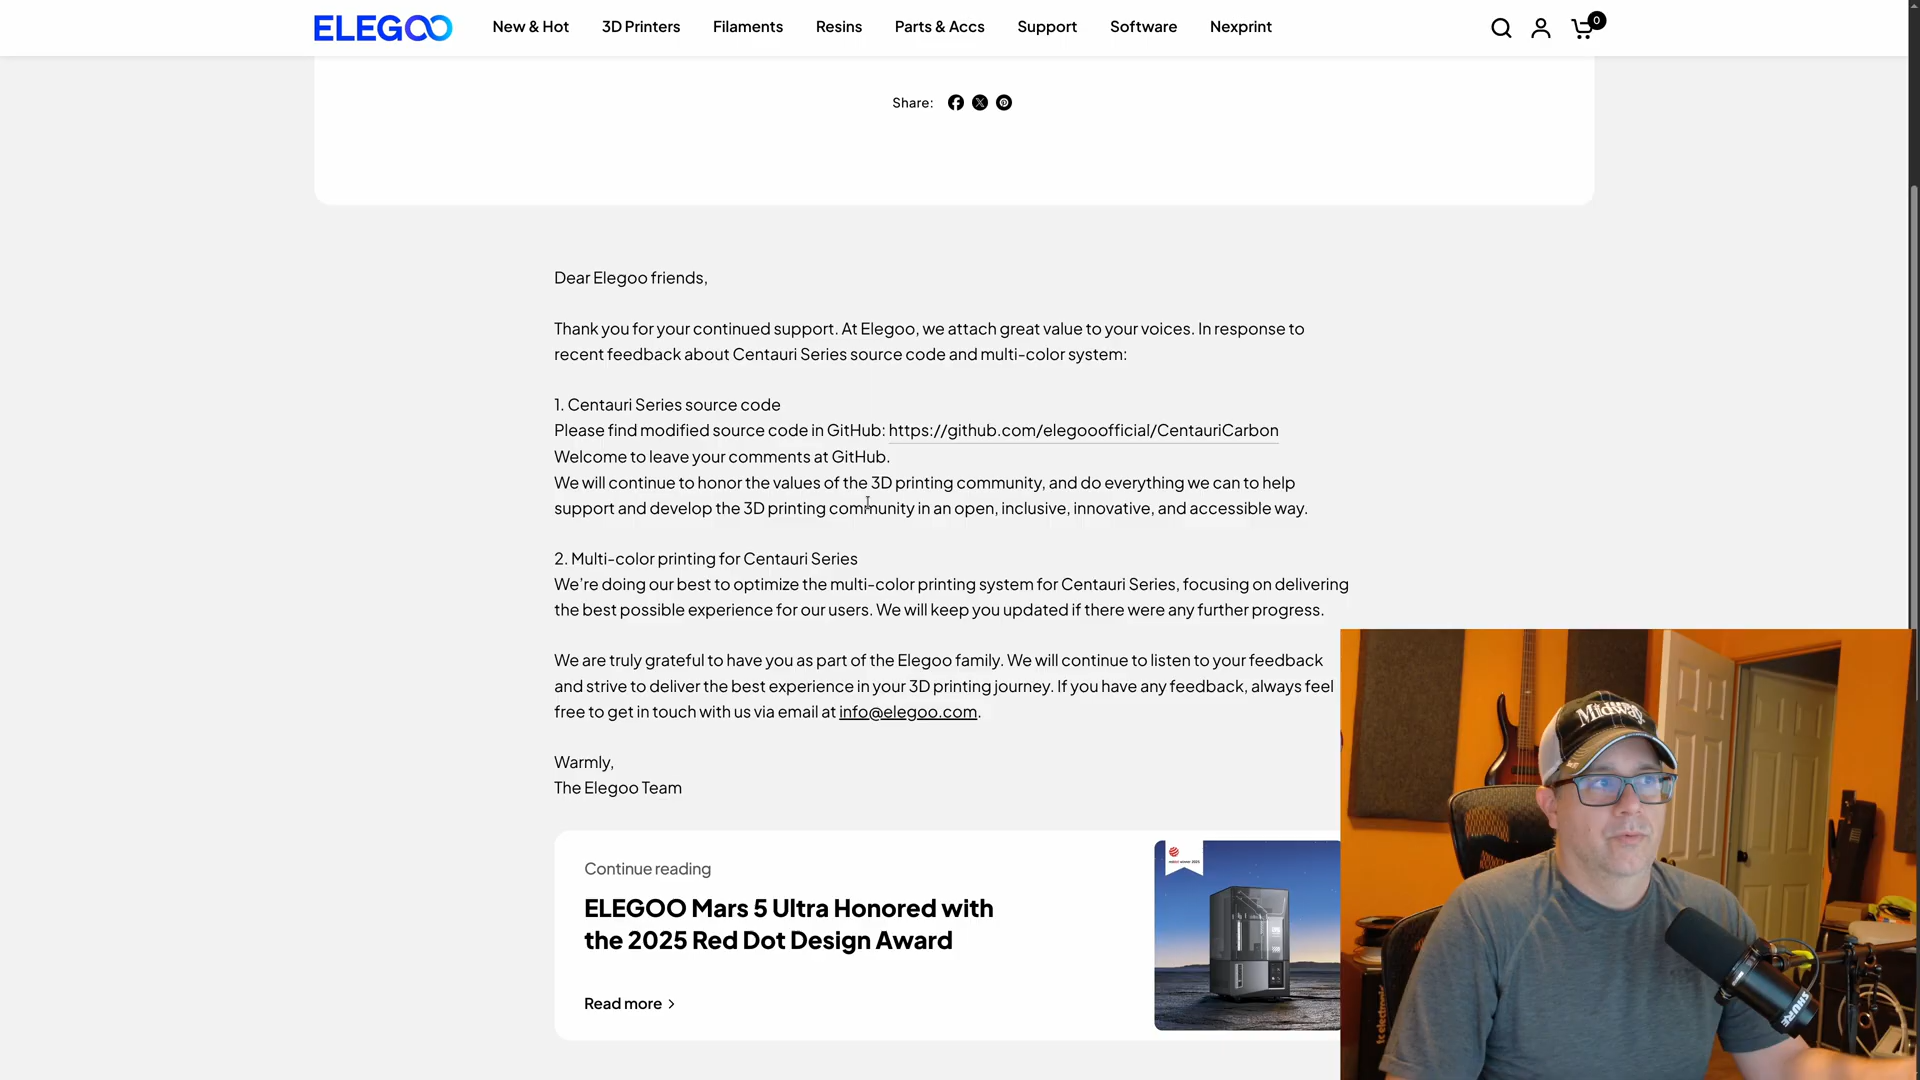 ELEGOO New & Hot 3D Printers Filaments Resins Parts & Accs Support Software Nexprint 0
Share:
Dear Elegoo friends,
Thank you for your continued support. At Elegoo, we attach great value to your voices. In response to
recent feedback about Centauri Series source code and multi-color system:
1. Centauri Series source code
Please find modified source code in GitHub: https://github.com/elegooofficial/CentauriCarbon
Welcome to leave your comments at GitHub.
We will continue to honor the values of the 3D printing community, and do everything we can to help
support and develop the 3D printing community in an open, inclusive, innovative, and accessible way.
2. Multi-color printing for Centauri Series
We're doing our best to optimize the multi-color printing system for Centauri Series, focusing on delivering
the best possible experience for our users. We will keep you updated if there were any further progress.
We are truly grateful to have you as part of the Elegoo family. We will continue to listen to your feedback
and strive to deliver the best experience in your 3D printing journey. If you have any feedback, always feel
free to get in touch with us via email at info@elegoo.com.
Warmly,
The Elegoo Team
Continue reading
ELEGOO Mars 5 Ultra Honored with
the 2025 Red Dot Design Award
Read more
Midway
SHURE
tc electronic